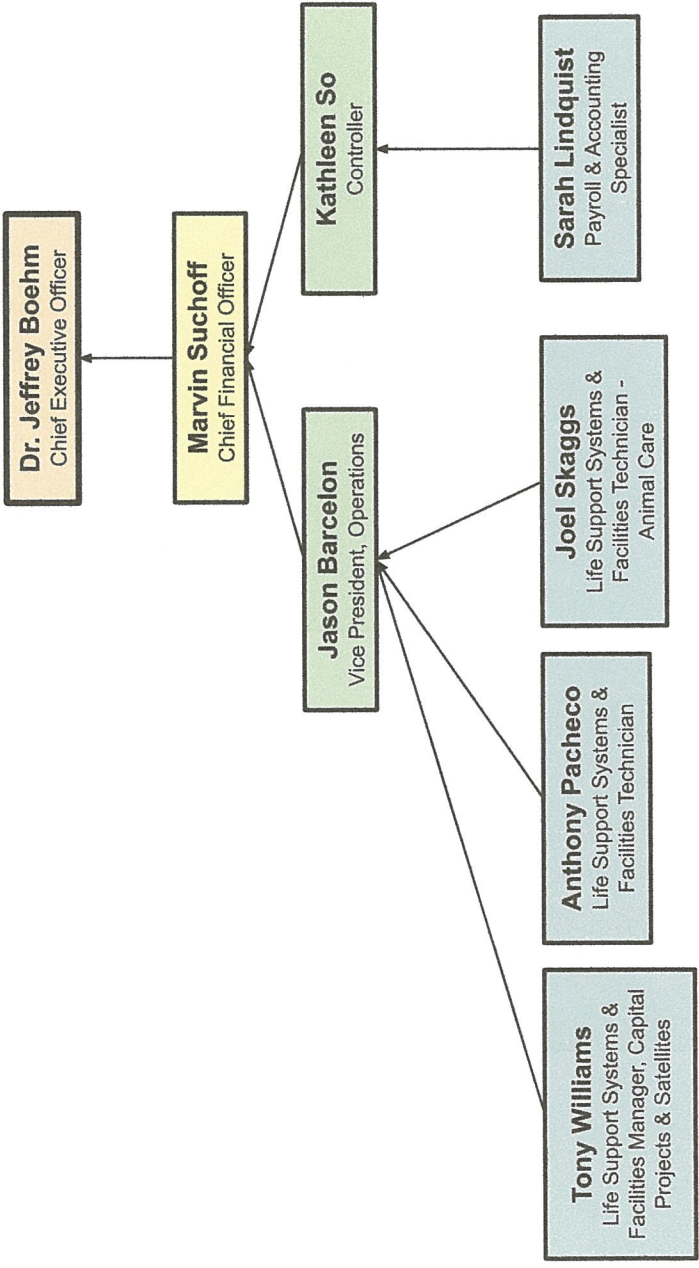 Dr. Jeffrey Boehm
Chief Executive Officer
Marvin Suchoff
Chief Financial Officer
Jason Barcelon
Vice President, Operations
Kathleen So
Controller
Tony Williams
Life Support Systems &
Facilities Manager, Capital
Projects & Satellites
Anthony Pacheco
Life Support Systems &
Facilities Technician
Joel Skaggs
Life Support Systems &
Facilities Technician -
Animal Care
Sarah Lindquist
Payroll & Accounting
Specialist